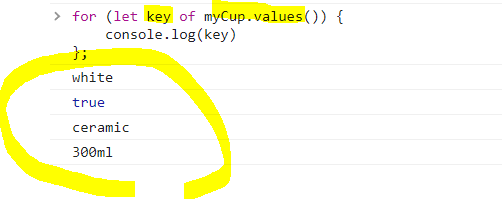 > for (let key of myCup.values()) {
console.log(key)
};
white
true
ceramic
300ml